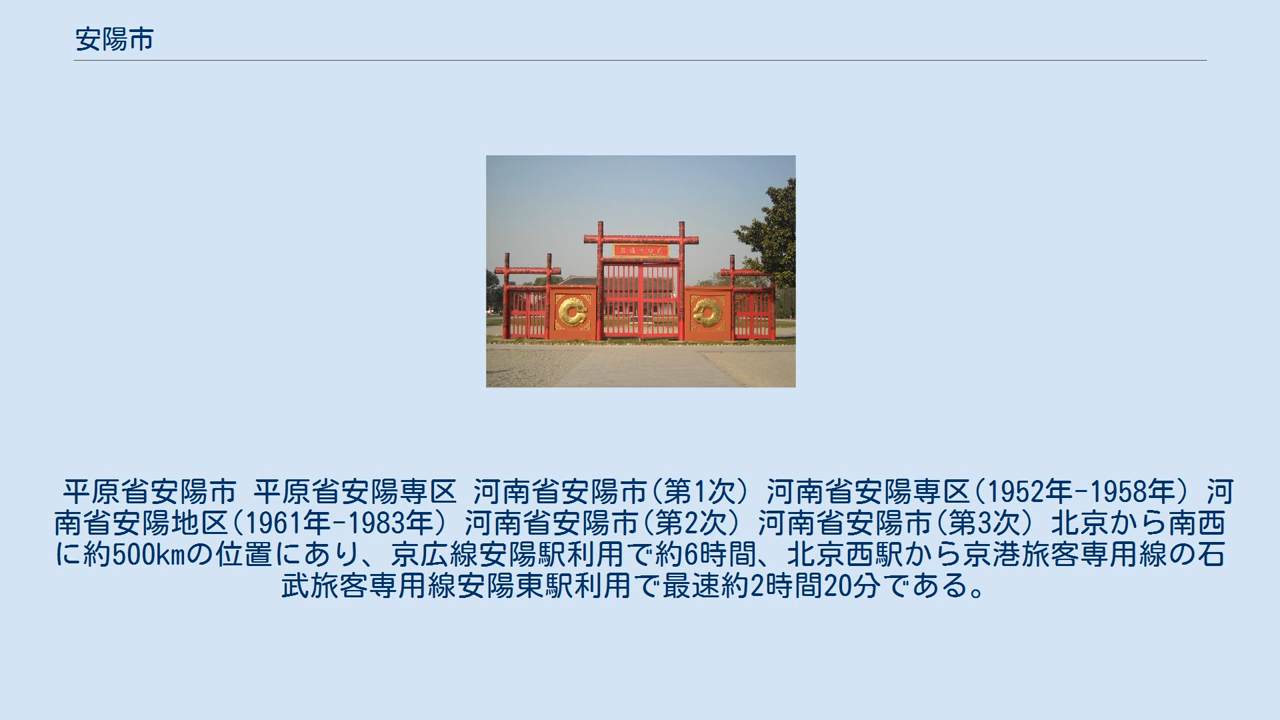 安陽市
平原省安陽市 平原省安陽専区 河南省安陽市(第1次) 河南省安陽専区(1952年-1958年) 河
南省安陽地区(1961年-1983年) 河南省安陽市(第2次) 河南省安陽市(第3次) 北京から南西
に約500kmの位置にあり、京広線安陽駅利用で約6時間、北京西駅から京港旅客専用線の石
武旅客専用線安陽東駅利用で最速約2時間20分である。